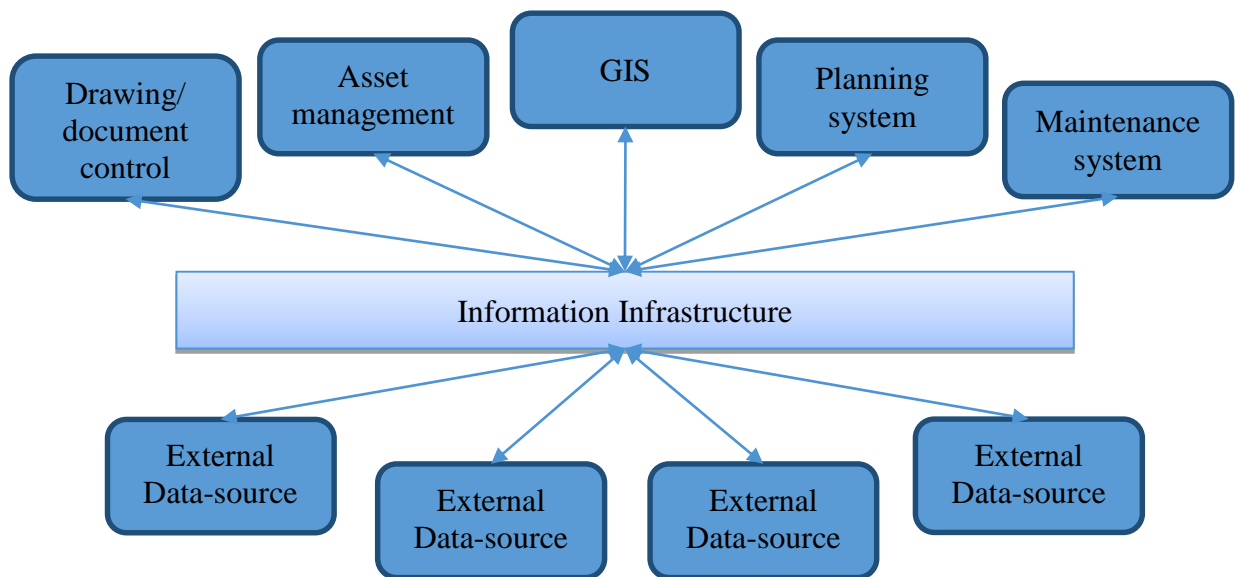 Drawing/
document
control
Asset
management
GIS
Planning
system
Maintenance
system
Information Infrastructure
External
Data-source
External
Data-source
External
Data-source
External
Data-source